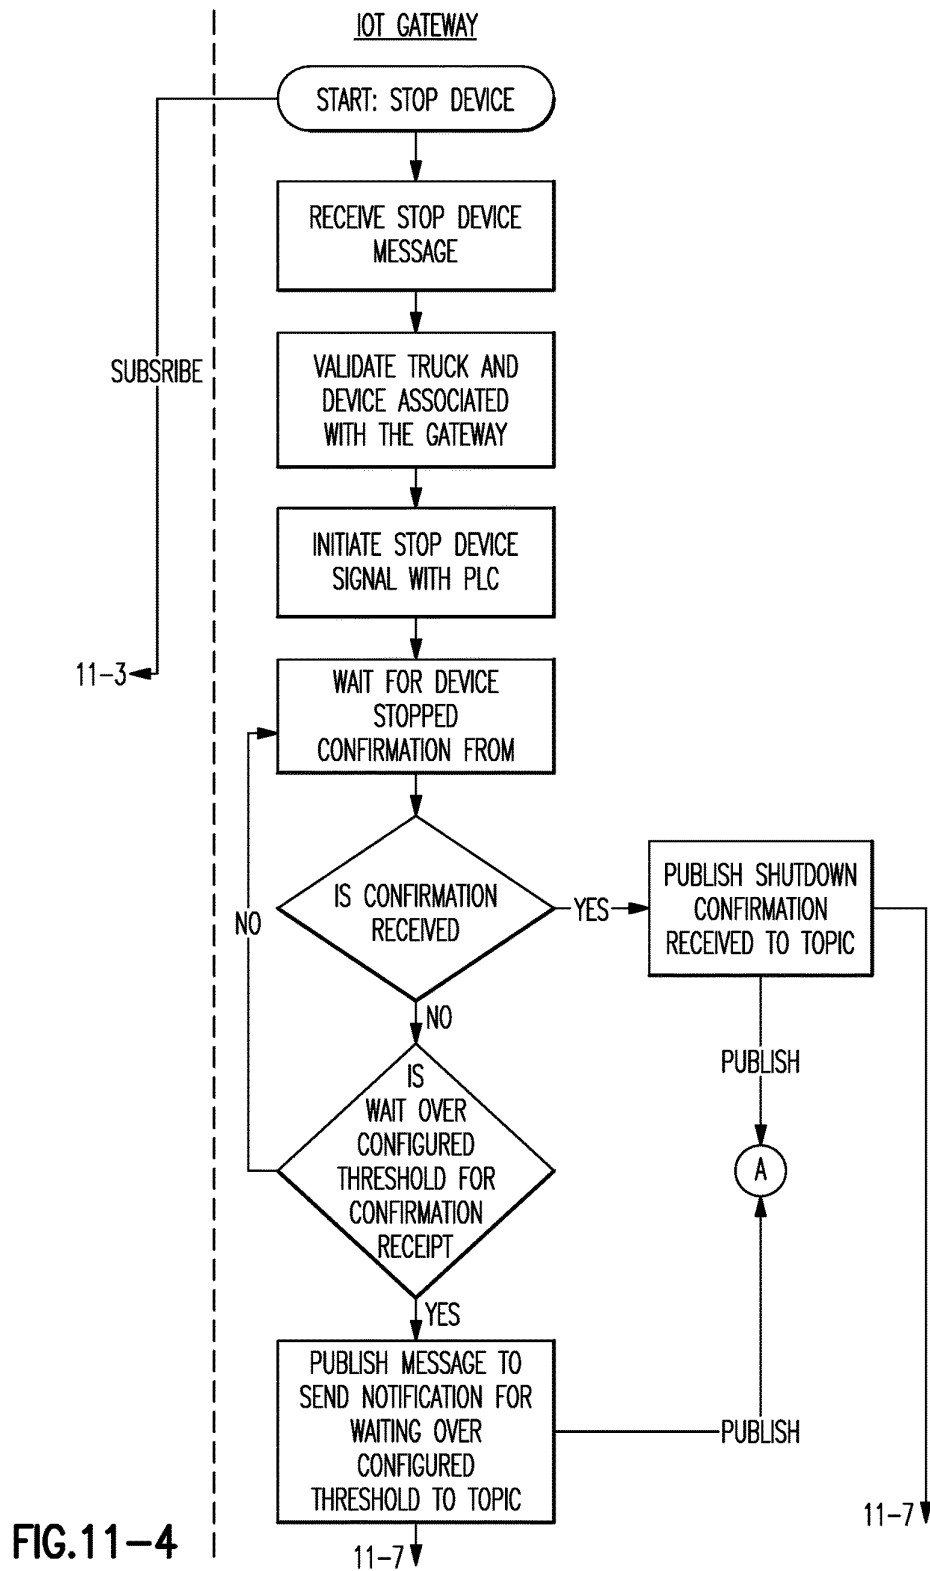 IOT GATEWAY
START: STOP DEVICE
RECEIVE STOP DEVICE
MESSAGE
SUBSRIBE
VALIDATE TRUCK AND
DEVICE ASSOCIATED
WITH THE GATEWAY
INITIATE STOP DEVICE
SIGNAL WITH PLC
11-3
WAIT FOR DEVICE
STOPPED
CONFIRMATION FROM
IS CONFIRMATION
RECEIVED
YES
PUBLISH SHUTDOWN
CONFIRMATION
RECEIVED TO TOPIC
NO
NO
PUBLISH
IS
WAIT OVER
CONFIGURED
THRESHOLD FOR
CONFIRMATION
RECEIPT
A
YES
PUBLISH MESSAGE TO
SEND NOTIFICATION FOR
WAITING OVER
CONFIGURED
THRESHOLD TO TOPIC
PUBLISH
11-7
11-7
FIG.11-4